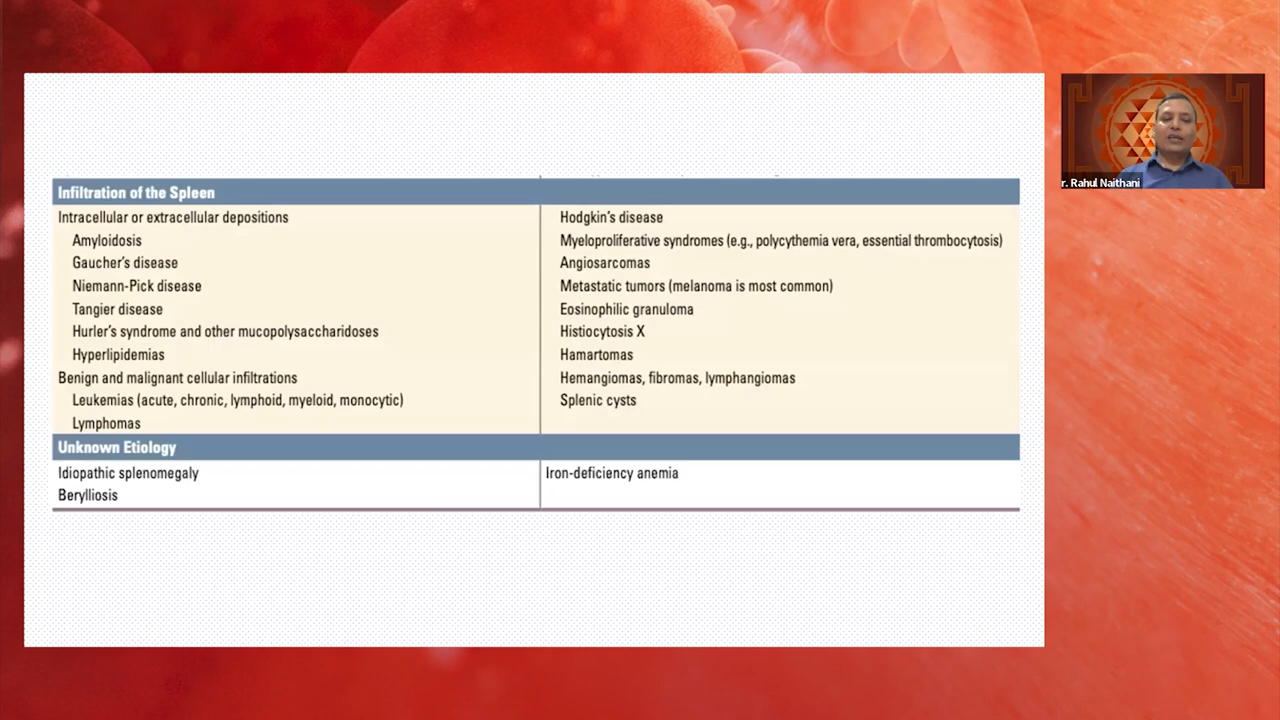 Infiltration of the Spleen
Intracellular or extracellular depositions
Amyloidosis
Gaucher's disease
Niemann-Pick disease
Tangier disease
Hurler's syndrome and other mucopolysaccharidoses
Hyperlipidemias
Benign and malignant cellular infiltrations
Leukemias (acute, chronic, lymphoid, myeloid, monocytic)
Lymphomas
Hodgkin's disease
Myeloproliferative syndromes (e.g., polycythemia vera, essential thrombocytosis)
Angiosarcomas
Metastatic tumors (melanoma is most common)
Eosinophilic granuloma
Histiocytosis X
Hamartomas
Hemangiomas, fibromas, lymphangiomas
Splenic cysts
Unknown Etiology
Idiopathic splenomegaly
Berylliosis
Iron-deficiency anemia
r. Rahul Naithani